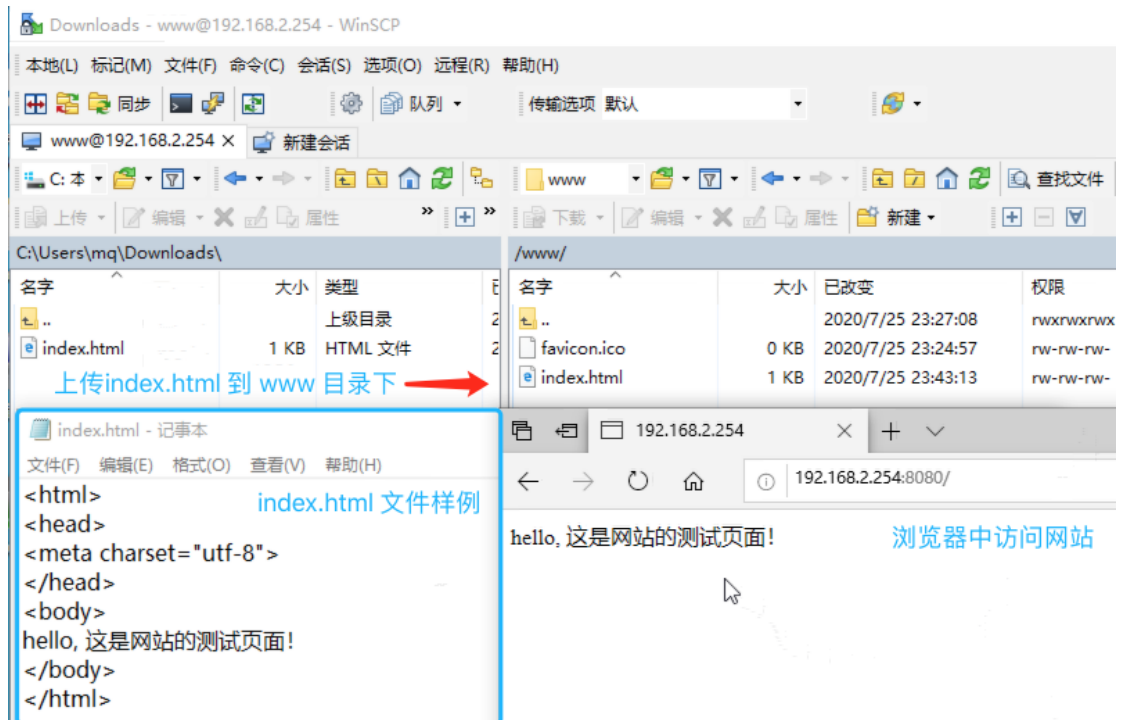 Downloads - www@192.168.2.254 - WinSCP
本地(L) 标记(M) 文件(F) 命令(C) 会话(S) 选项(O) 远程(R) 帮助(H)
同步 队列 传输选项 默认
www@192.168.2.254 × 新建会话
C: 本 www 查找文件
上传 编辑 属性 » » 下载 编辑 属性 新建
C:\Users\mq\Downloads\ /www/
名字 大小 类型 名字 大小 已改变 权限
.. 上级目录 2 .. 2020/7/25 23:27:08 rwxrwxrwx
index.html 1 KB HTML 文件 2 favicon.ico 0 KB 2020/7/25 23:24:57 rw-rw-rw-
上传index.html 到 www 目录下 index.html 1 KB 2020/7/25 23:43:13 rw-rw-rw-
index.html - 记事本
文件(F) 编辑(E) 格式(O) 查看(V) 帮助(H)
index.html 文件样例
<html>
<head>
<meta charset="utf-8">
</head>
<body>
hello, 这是网站的测试页面!
</body>
</html>
192.168.2.254
192.168.2.254:8080/
hello, 这是网站的测试页面!
浏览器中访问网站